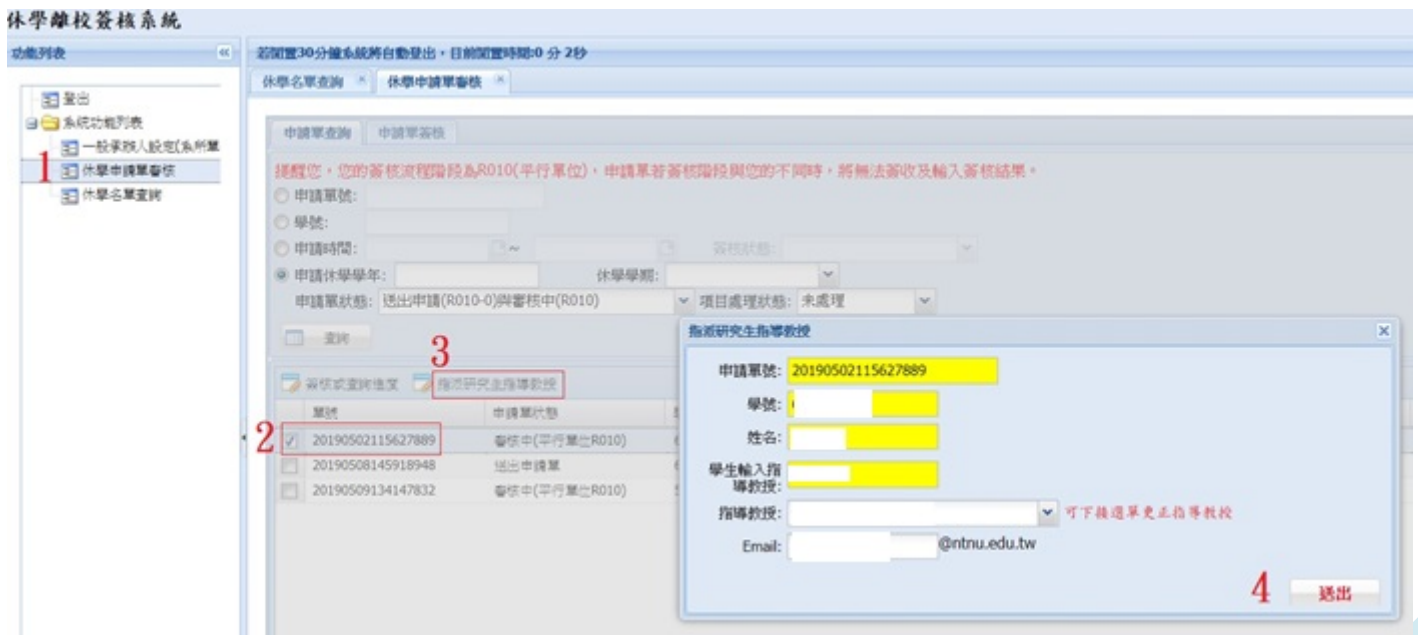 休學離校簽核系統
功能列表
若閒置30分鐘系統將自動登出，目前閒置時間:0 分 2秒
休學名單查詢
休學申請單審核
登出
系統功能列表
一般承辦人設定(系所單
1
休學申請單審核
休學名單查詢
申請單查詢
申請單簽核
提醒您，您的簽核流程階段為R010(平行單位)，申請單若簽核階段與您的不同時，將無法簽收及輸入簽核結果。
申請單號:
學號:
申請時間: ~ 簽核狀態:
申請休學學年: 休學學期:
申請單狀態: 送出申請(R010-0)與審核中(R010) 項目處理狀態: 未處理
查詢
3
簽核或查詢進度 指派研究生指導教授
單號 申請單狀態
2
20190502115627889 審核中(平行單位R010)
20190508145918948 送出申請單
20190509134147832 審核中(平行單位R010)
指派研究生指導教授
申請單號: 20190502115627889
學號:
姓名:
學生輸入指
導教授:
指導教授: 可下拉選單更正指導教授
Email: @ntnu.edu.tw
4 送出